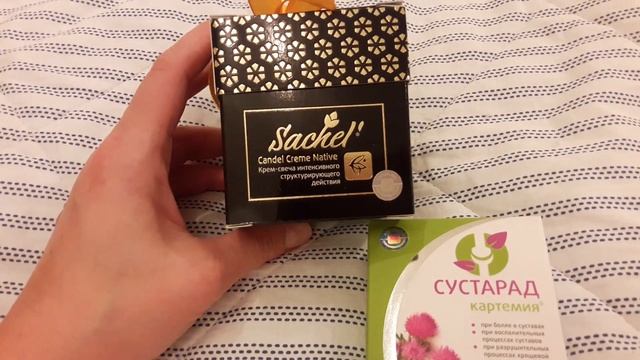 Sachel'
Candel Creme Native
Крем-свеча интенсивного
структурирующего
действия
СУСТАРАД
картемия®
при болях в суставах
при воспалительных
процессах суставов
при разрушительных
процессах хрящевой